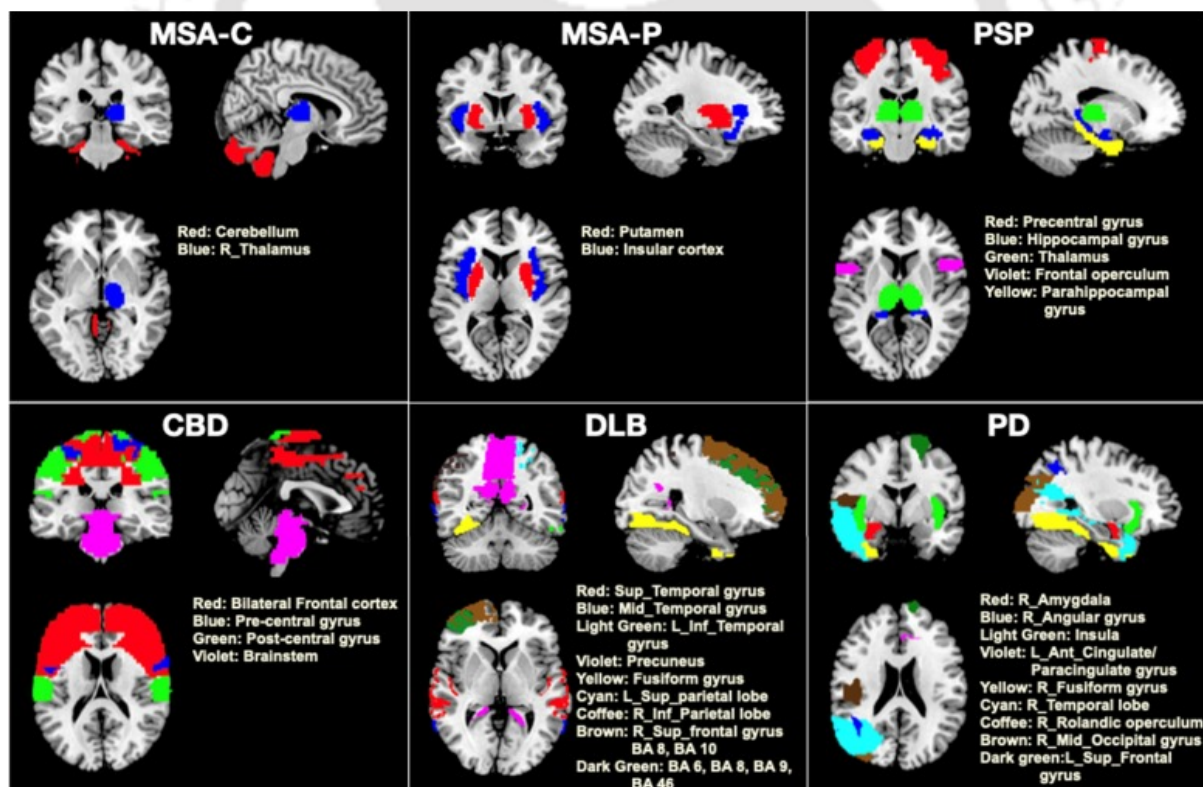 MSA-C
Red: Cerebellum
Blue: R_Thalamus
MSA-P
Red: Putamen
Blue: Insular cortex
PSP
Red: Precentral gyrus
Blue: Hippocampal gyrus
Green: Thalamus
Violet: Frontal operculum
Yellow: Parahippocampal
gyrus
CBD
Red: Bilateral Frontal cortex
Blue: Pre-central gyrus
Green: Post-central gyrus
Violet: Brainstem
DLB
Red: Sup_Temporal gyrus
Blue: Mid_Temporal gyrus
Light Green: L_Inf_Temporal
gyrus
Violet: Precuneus
Yellow: Fusiform gyrus
Cyan: L_Sup_parietal lobe
Coffee: R_Inf_Parietal lobe
Brown: R_Sup_frontal gyrus
BA 8, BA 10
Dark Green: BA 6, BA 8, BA 9,
BA 46
PD
Red: R_Amygdala
Blue: R_Angular gyrus
Light Green: Insula
Violet: L_Ant_Cingulate/
Paracingulate gyrus
Yellow: R_Fusiform gyrus
Cyan: R_Temporal lobe
Coffee: R_Rolandic operculum
Brown: R_Mid_Occipital gyrus
Dark green:L_Sup_Frontal
gyrus